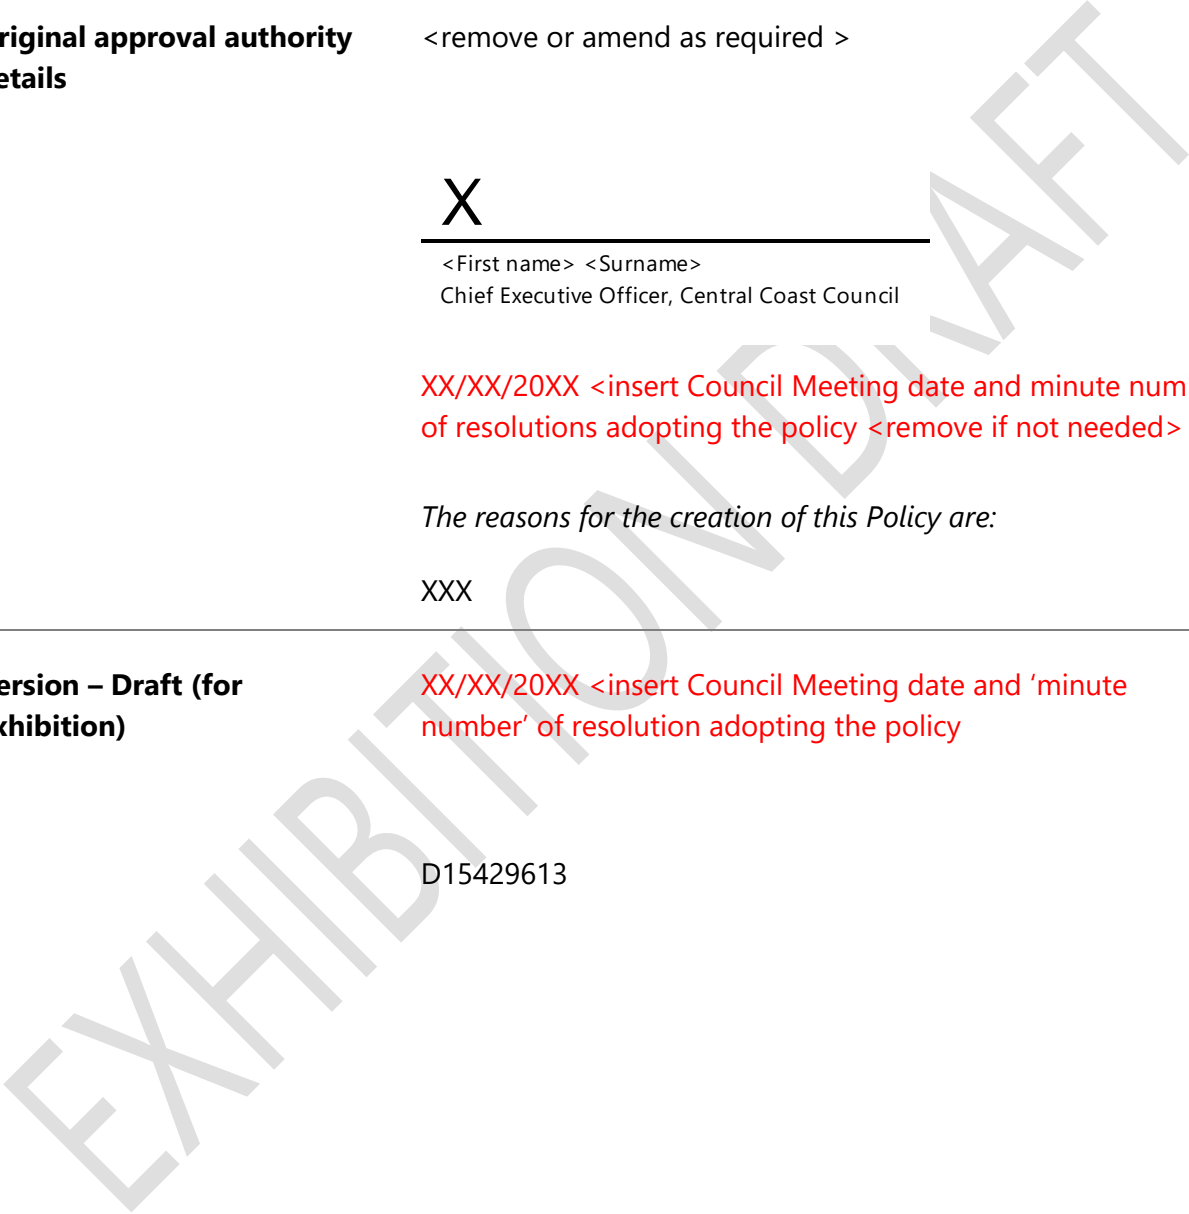 riginal approval authority <remove or amend as required >
etails
X
<First name> <Surname>
Chief Executive Officer, Central Coast Council
XX/XX/20XX <insert Council Meeting date and minute num
of resolutions adopting the policy <remove if not needed>
The reasons for the creation of this Policy are:
XXX
ersion – Draft (for XX/XX/20XX <insert Council Meeting date and ‘minute
xhibition) number’ of resolution adopting the policy
D15429613
EXHIBITION DRAFT